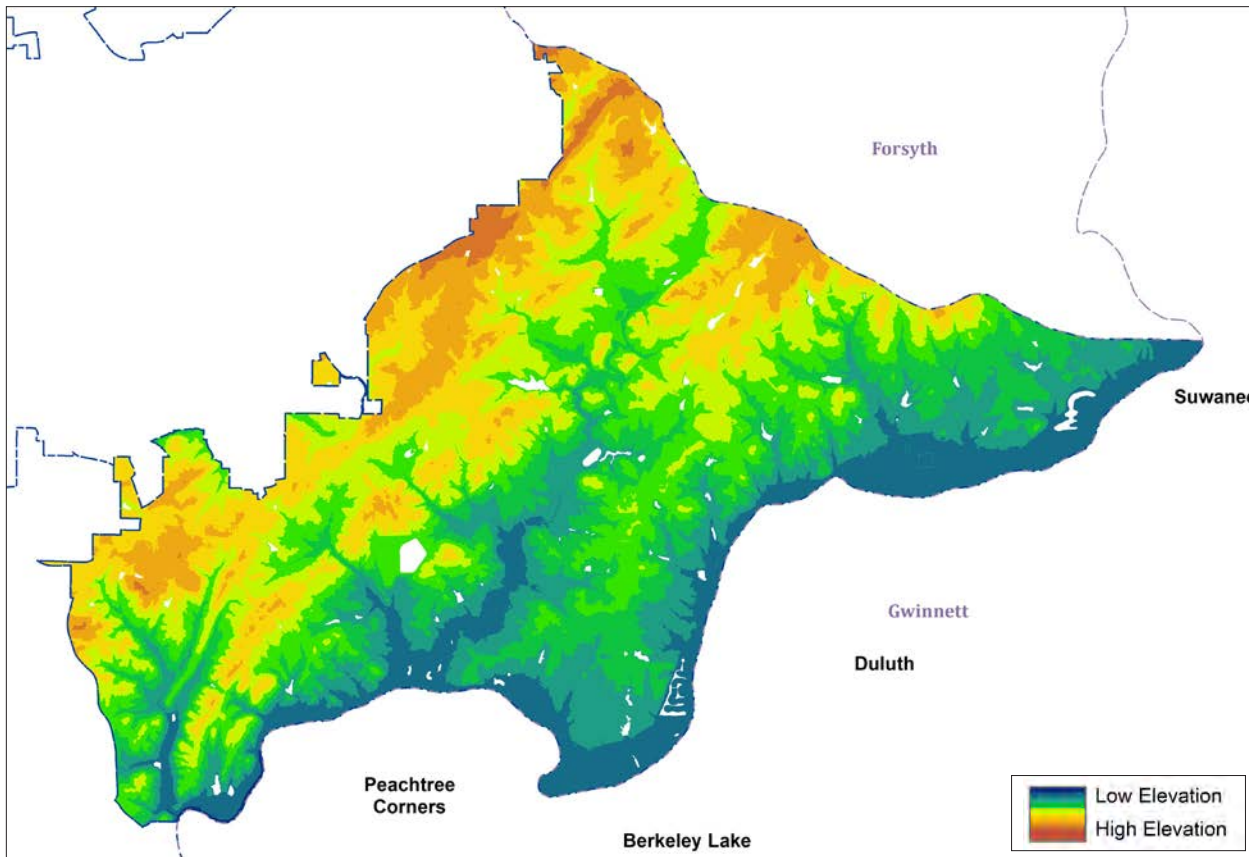 Forsyth
Suwanee
Gwinnett
Duluth
Peachtree
Corners
Berkeley Lake
Low Elevation
High Elevation